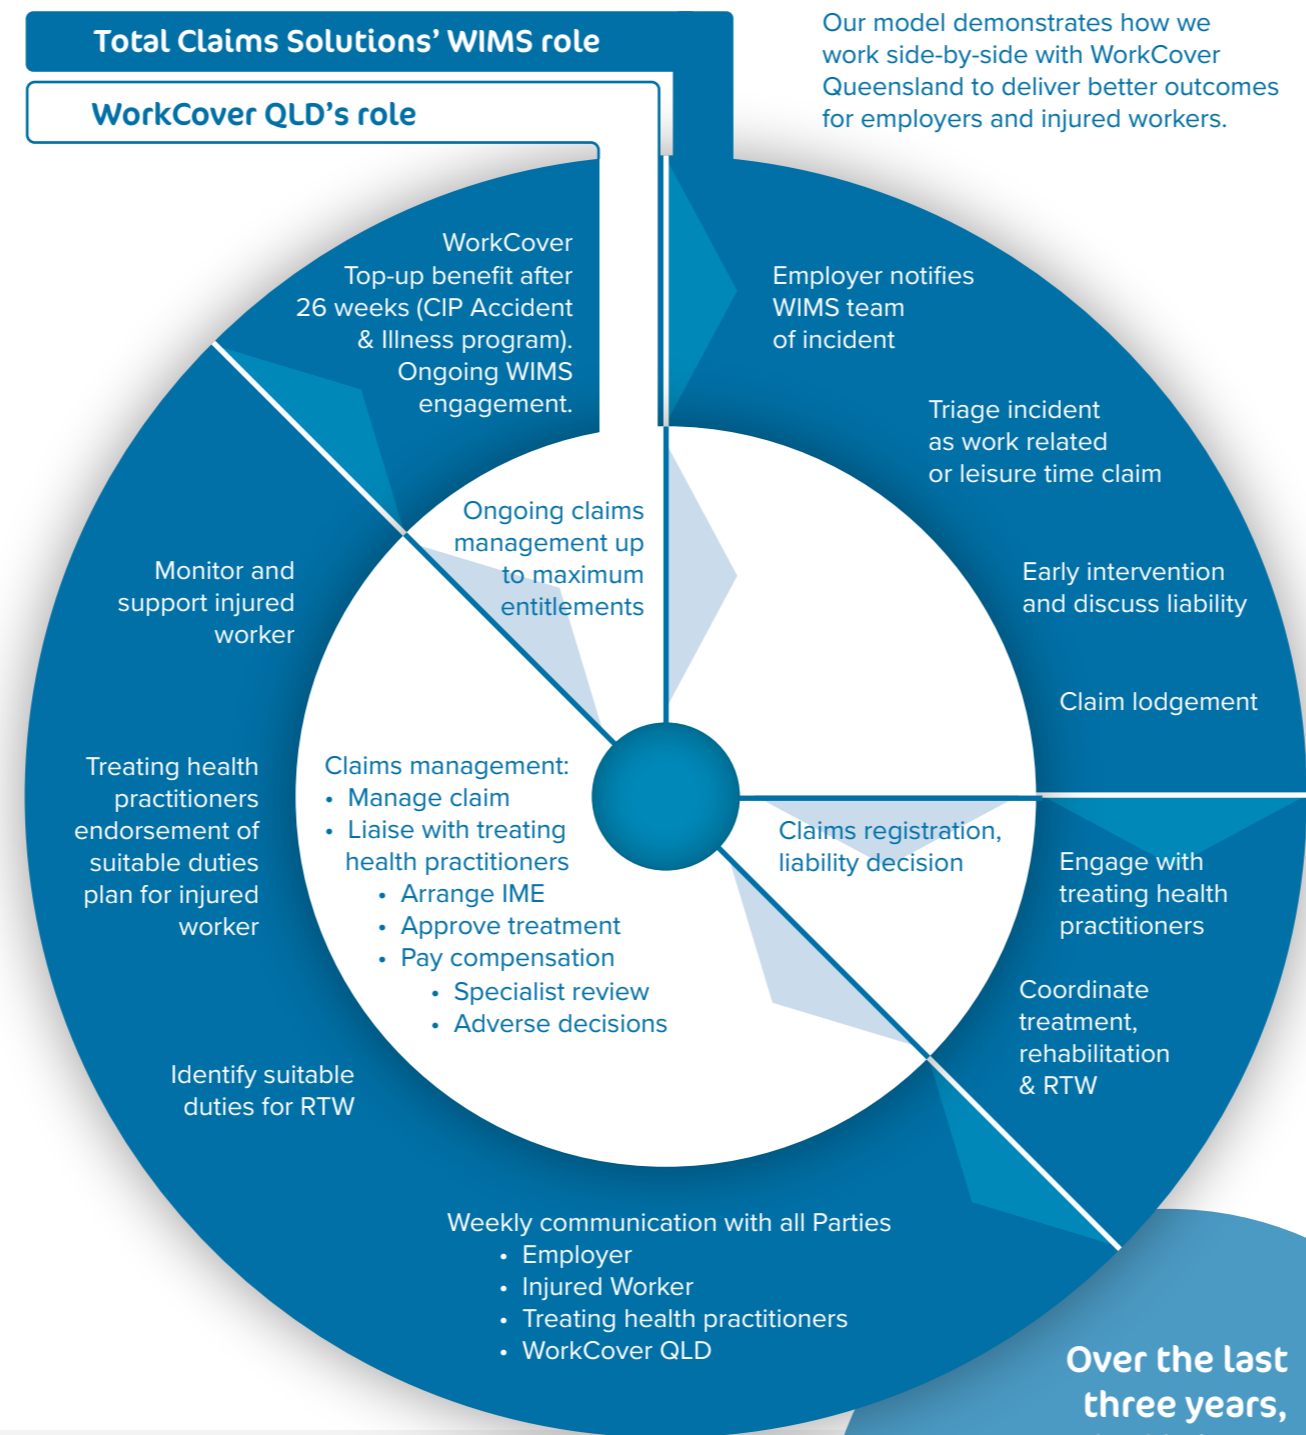 Total Claims Solutions’ WIMS role
WorkCover QLD’s role
Our model demonstrates how we
work side-by-side with WorkCover
Queensland to deliver better outcomes
for employers and injured workers.
Employer notifies
WIMS team
of incident
Triage incident
as work related
or leisure time claim
Early intervention
and discuss liability
Claim lodgement
Engage with
treating health
practitioners
Coordinate
treatment,
rehabilitation
& RTW
Weekly communication with all Parties
• Employer
• Injured Worker
• Treating health practitioners
• WorkCover QLD
Identify suitable
duties for RTW
Treating health
practitioners
endorsement of
suitable duties
plan for injured
worker
Monitor and
support injured
worker
WorkCover
Top-up benefit after
26 weeks (CIP Accident
& Illness program).
Ongoing WIMS
engagement.
Claims registration,
liability decision
Claims management:
• Manage claim
• Liaise with treating
health practitioners
• Arrange IME
• Approve treatment
• Pay compensation
• Specialist review
• Adverse decisions
Ongoing claims
management up
to maximum
entitlements
Over the last
three years,